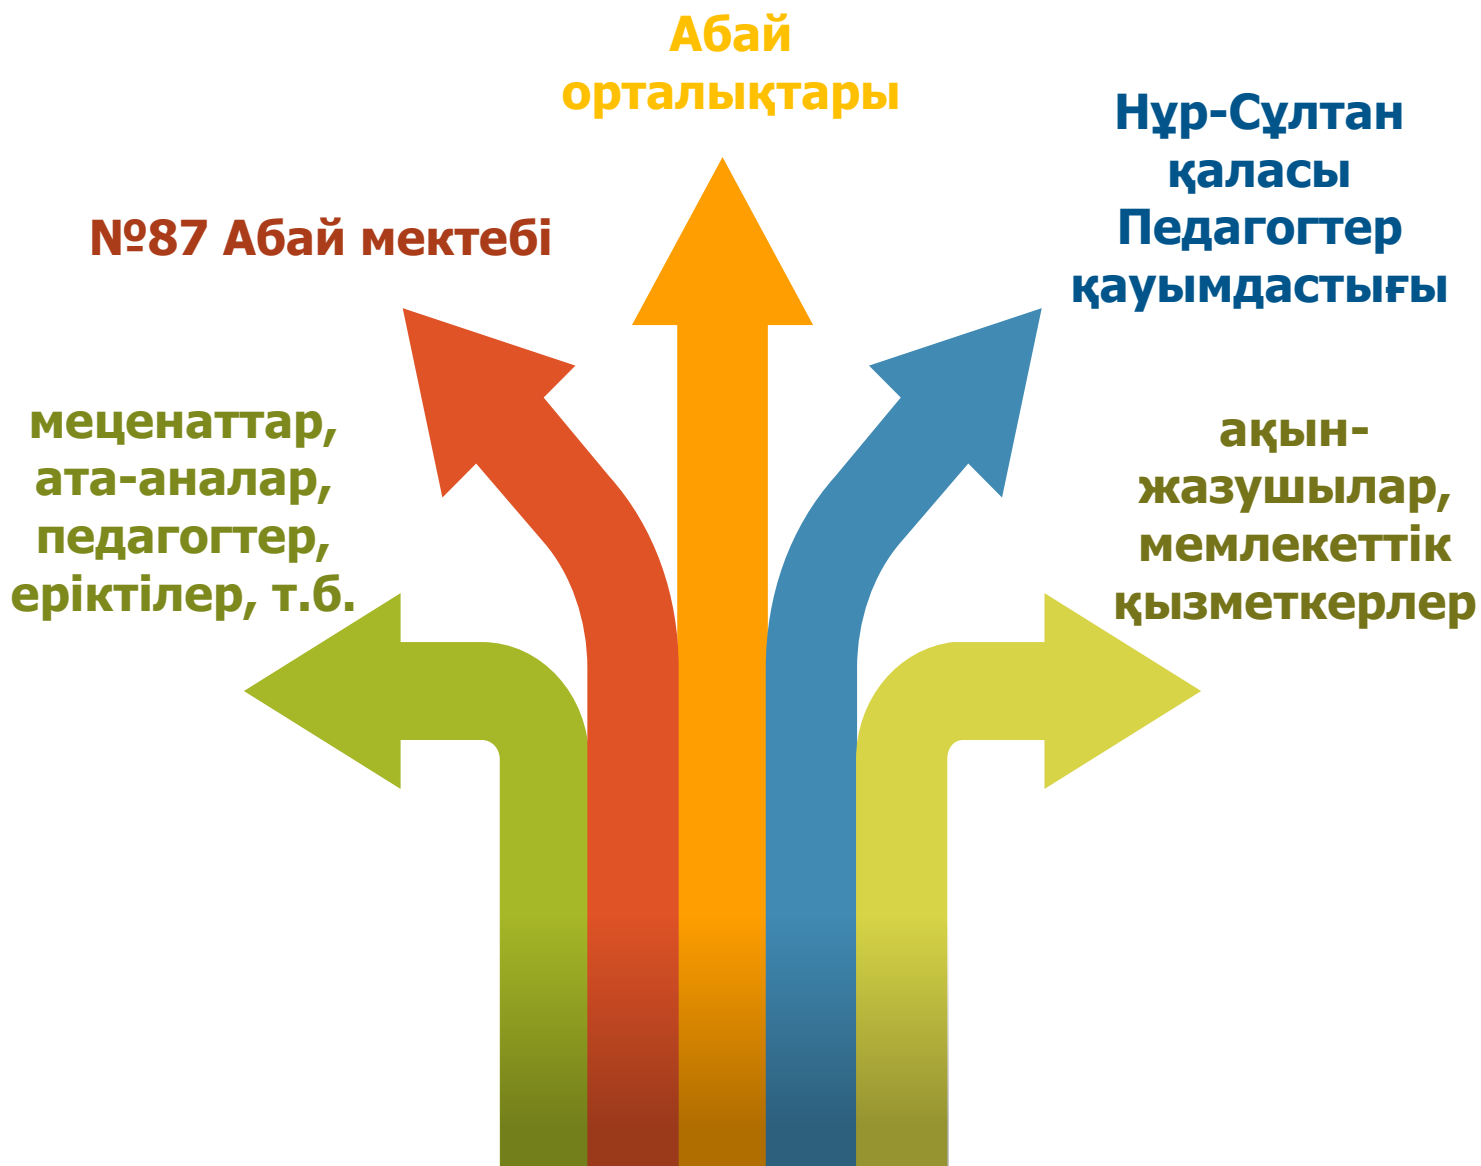 Абай
орталықтары
Нұр-Сұлтан
қаласы
Педагогтер
қауымдастығы
№87 Абай мектебі
меценаттар,
ата-аналар,
педагогтер,
еріктілер, т.б.
ақын-
жазушылар,
мемлекеттік
қызметкерлер